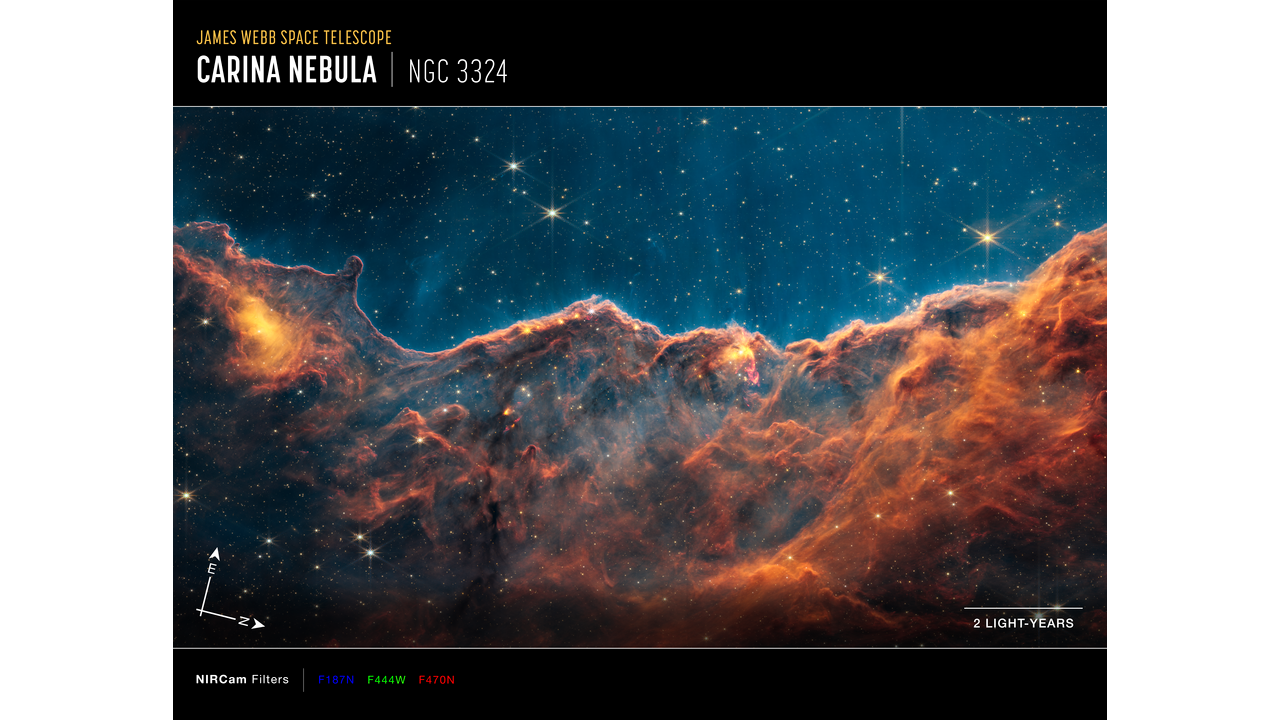 JAMES WEBB SPACE TELESCOPE
CARINA NEBULA | NGC 3324
E
N
2 LIGHT-YEARS
NIRCam Filters | F187N F444W F470N